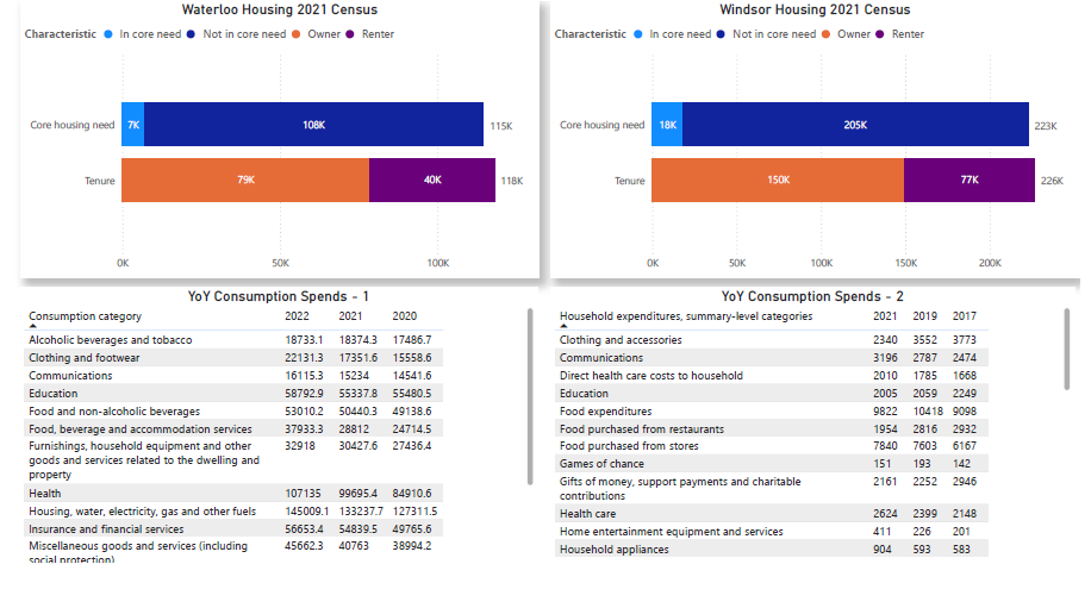 Waterloo Housing 2021 Census
Characteristic In core need Not in core need Owner Renter
Core housing need 7K 108K 115K
Tenure 79K 40K 118K
0K 50K 100K
Windsor Housing 2021 Census
Characteristic In core need Not in core need Owner Renter
Core housing need 18K 205K 223K
Tenure 150K 77K 226K
0K 50K 100K 150K 200K
YoY Consumption Spends - 1
Consumption category 2022 2021 2020
Alcoholic beverages and tobacco 18733.1 18374.3 17486.7
Clothing and footwear 22131.3 17351.6 15558.6
Communications 16115.3 15234 14541.6
Education 58792.9 55337.8 55480.5
Food and non-alcoholic beverages 53010.2 50440.3 49138.6
Food, beverage and accommodation services 37933.3 28812 24714.5
Furnishings, household equipment and other 32918 30427.6 27436.4
goods and services related to the dwelling and
property
Health 107135 99695.4 84910.6
Housing, water, electricity, gas and other fuels 145009.1 133237.7 127311.5
Insurance and financial services 56653.4 54839.5 49765.6
Miscellaneous goods and services (including 45662.3 40763 38994.2
social protection)
YoY Consumption Spends - 2
Household expenditures, summary-level categories 2021 2019 2017
Clothing and accessories 2340 3552 3773
Communications 3196 2787 2474
Direct health care costs to household 2010 1785 1668
Education 2005 2059 2249
Food expenditures 9822 10418 9098
Food purchased from restaurants 1954 2816 2932
Food purchased from stores 7840 7603 6167
Games of chance 151 193 142
Gifts of money, support payments and charitable 2161 2252 2946
contributions
Health care 2624 2399 2148
Home entertainment equipment and services 411 226 201
Household appliances 904 593 583